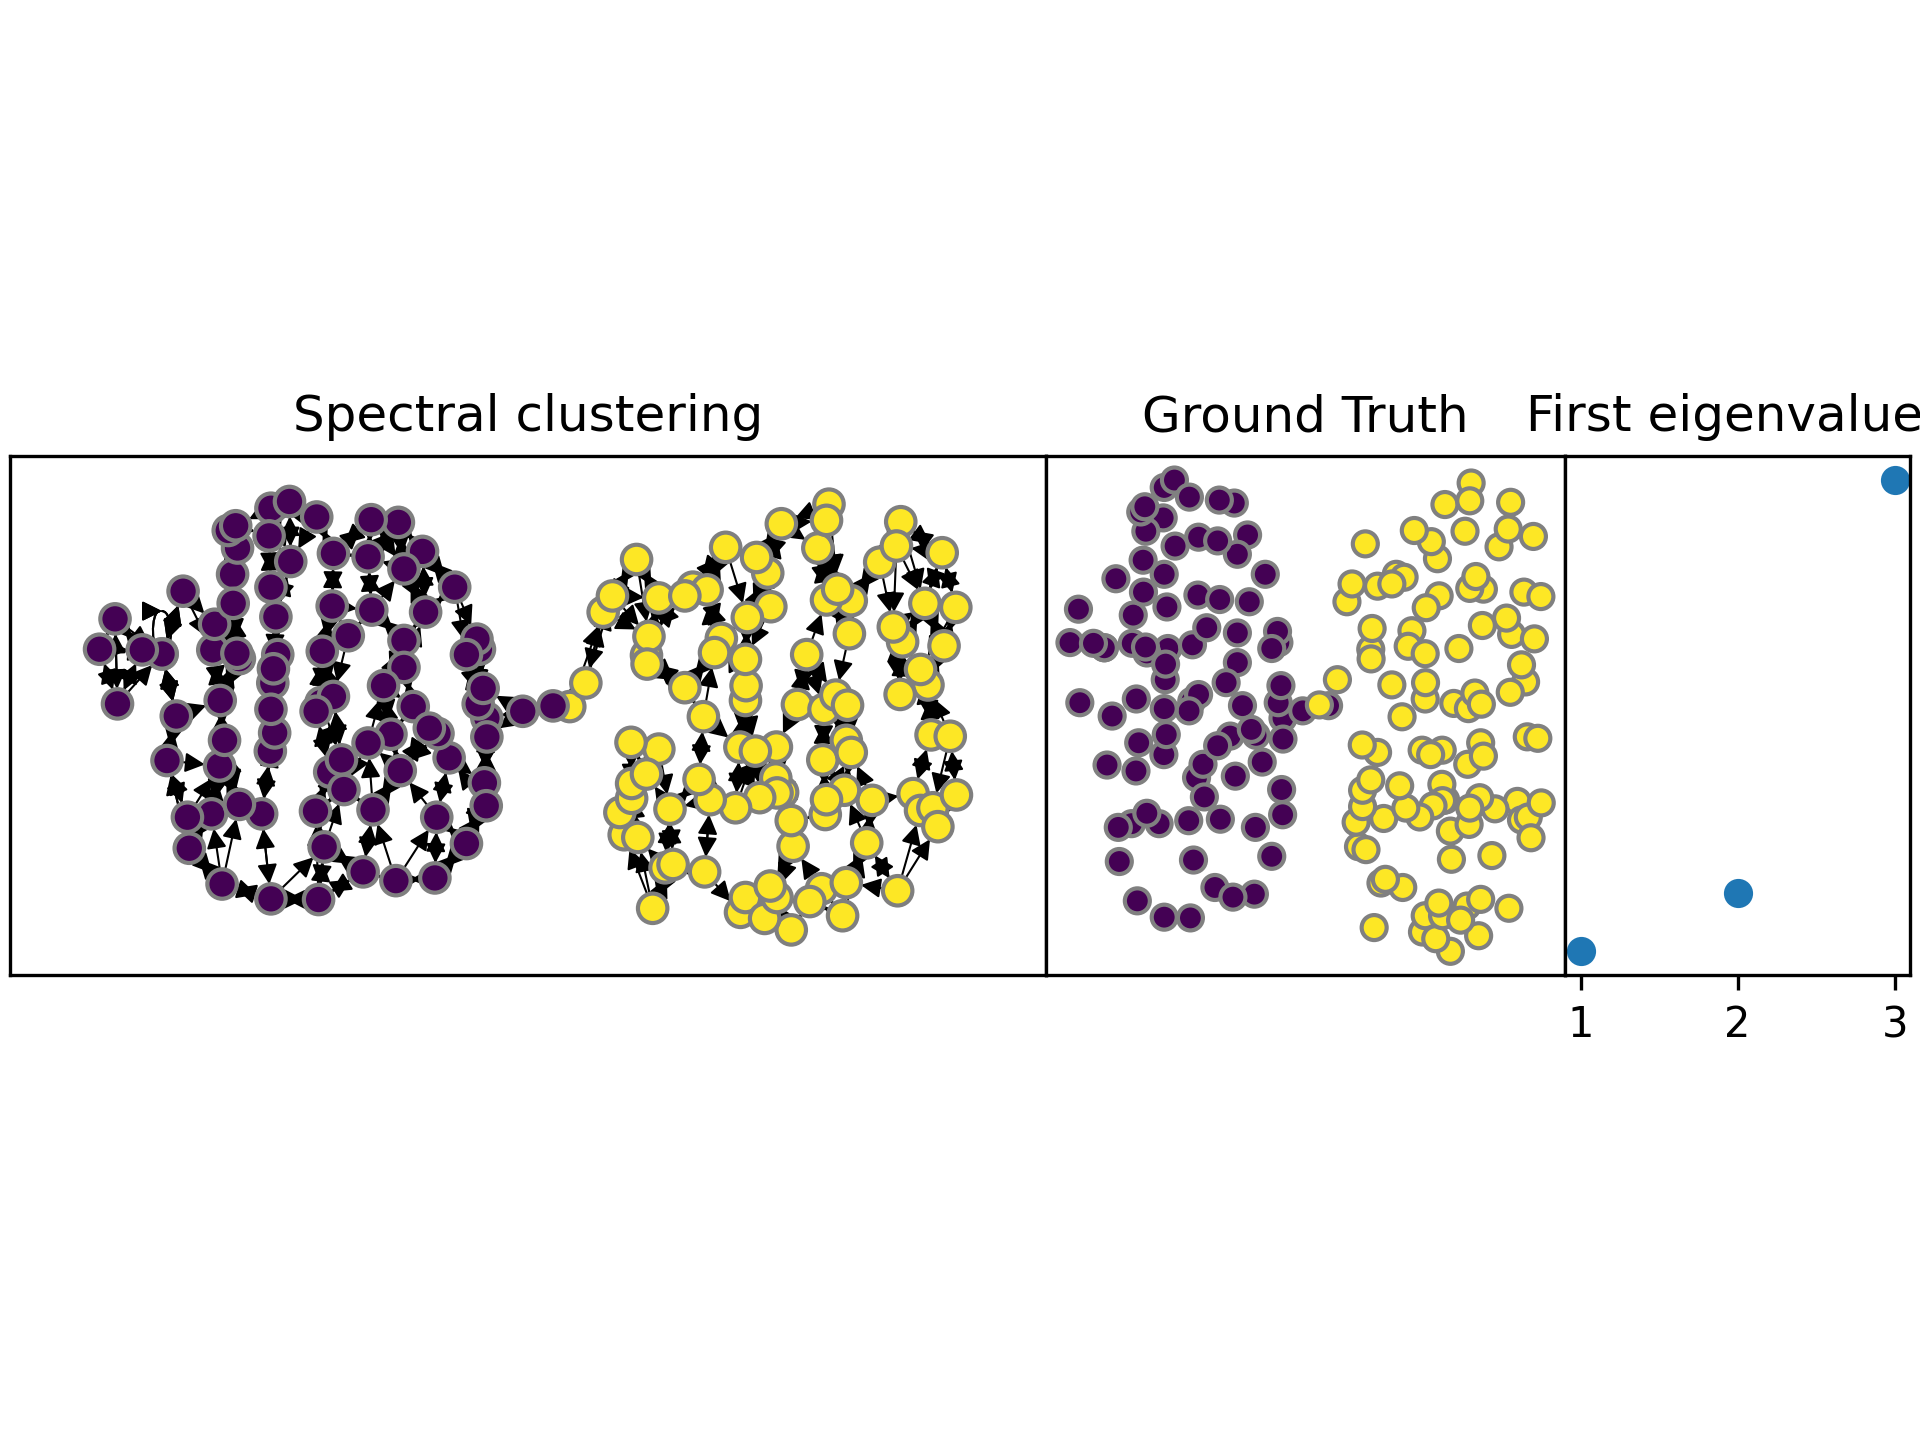 Spectral clustering
Ground Truth
First eigenvalue
1 2 3